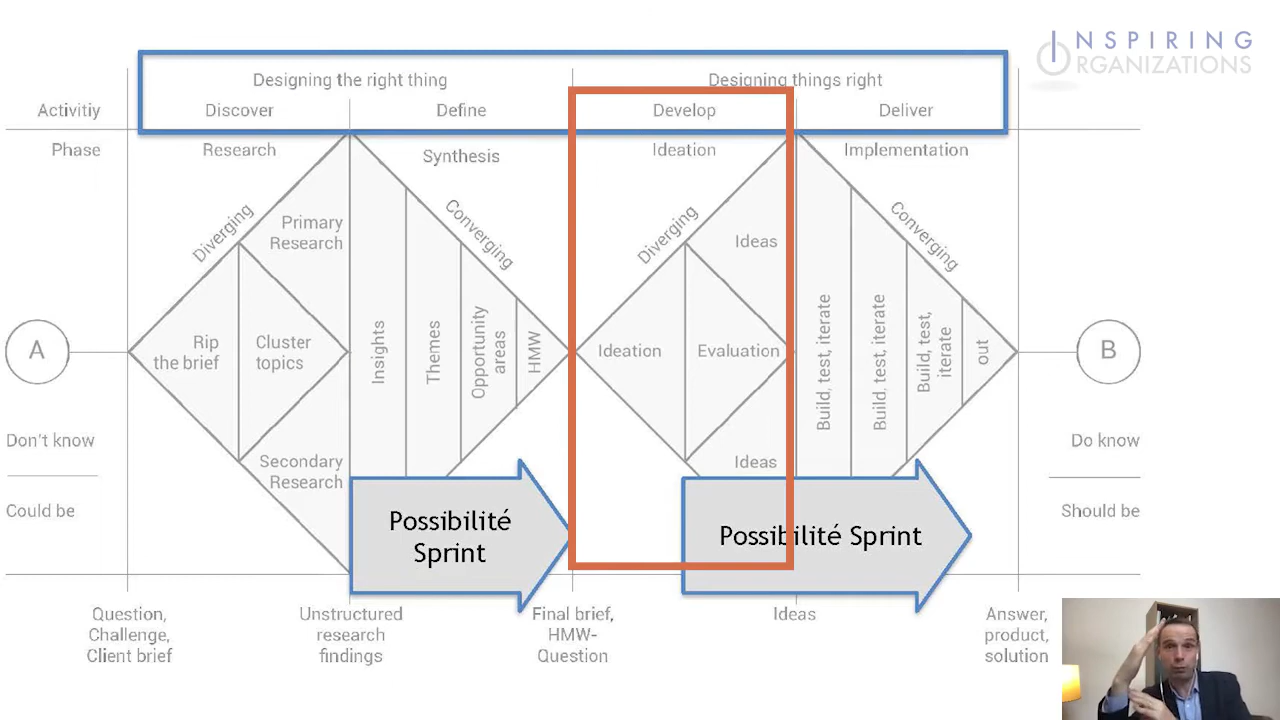 INSPIRING
ORGANIZATIONS
Designing the right thing
Designing things right
Activitiy
Discover
Define
Develop
Deliver
Phase
Research
Synthesis
Ideation
Implementation
Diverging
Primary
Research
Converging
Diverging
Ideas
Converging
A
Rip
the brief
Cluster
topics
Insights
Themes
Opportunity
areas
HMW
Ideation
Evaluation
Build, test, iterate
Build, test, iterate
Build, test,
iterate
out
B
Don't know
Could be
Secondary
Research
Ideas
Do know
Should be
Possibilité
Sprint
Possibilité Sprint
Question,
Challenge,
Client brief
Unstructured
research
findings
Final brief,
HMW-
Question
Ideas
Answer,
product,
solution